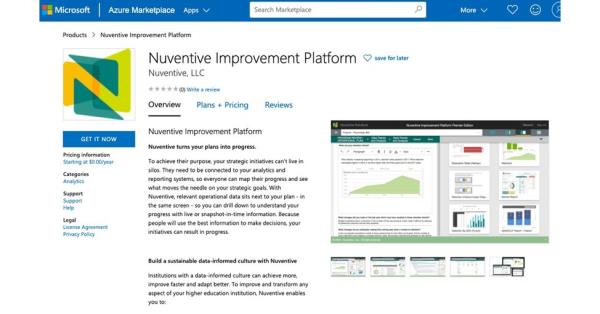 Microsoft Azure Marketplace Apps Search Marketplace More
Products > Nuventive Improvement Platform
Nuventive Improvement Platform save for later
Nuventive, LLC
(0) Write a review
Overview Plans + Pricing Reviews
GET IT NOW
Pricing information
Starting at $0.00/year
Categories
Analytics
Support
Support
Help
Legal
License Agreement
Privacy Policy
Nuventive Improvement Platform
Nuventive turns your plans into progress.
To achieve their purpose, your strategic initiatives can't live in
silos. They need to be connected to your analytics and
reporting systems, so everyone can map their progress and see
what moves the needle on your strategic goals. With
Nuventive, relevant operational data sits next to your plan - in
the same screen - so you can drill down to understand your
progress with live or snapshot-in-time information. Because
people will use the best information to make decisions, your
initiatives can result in progress.
Build a sustainable data-informed culture with Nuventive
Institutions with a data-informed culture can achieve more,
improve faster and adapt better. To improve and transform any
aspect of your higher education institution, Nuventive enables
you to:
Nuventive Improvement Platform Premier Edition